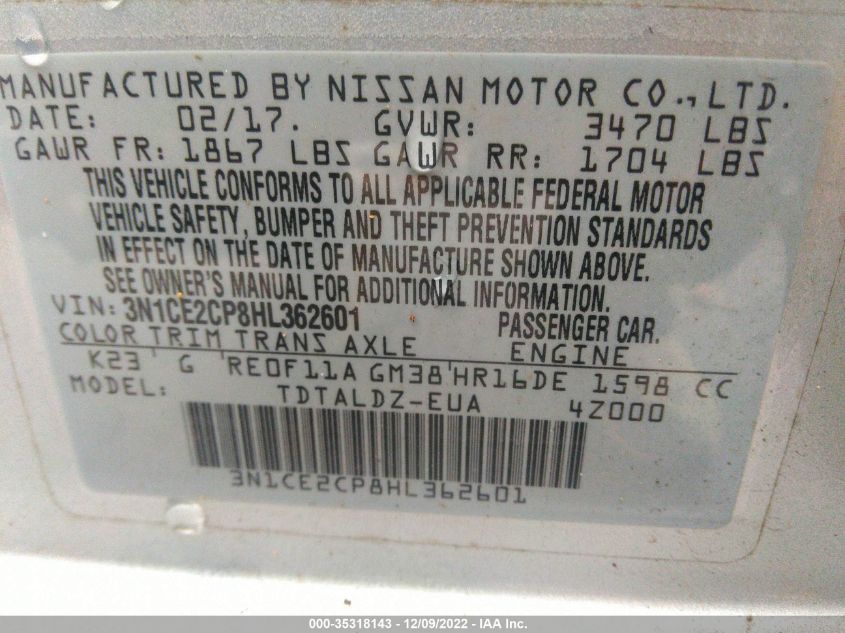 MANUFACTURED BY NISSAN MOTOR CO., LTD.
DATE: 02/17. GVWR: 3470 LBS
GAWR FR: 1867 LBS GAWR RR: 1704 LBS
THIS VEHICLE CONFORMS TO ALL APPLICABLE FEDERAL MOTOR
VEHICLE SAFETY, BUMPER AND THEFT PREVENTION STANDARDS
IN EFFECT ON THE DATE OF MANUFACTURE SHOWN ABOVE.
SEE OWNER'S MANUAL FOR ADDITIONAL INFORMATION.
VIN: 3N1CE2CP8HL362601 PASSENGER CAR.
COLOR TRIM TRANS AXLE ENGINE
K23 G RE0F11A GM38 HR16DE 1598 CC
MODEL: TDTALDZ-EUA 4Z000
3N1CE2CP8HL362601
000-35318143 - 12/09/2022 - IAA Inc.